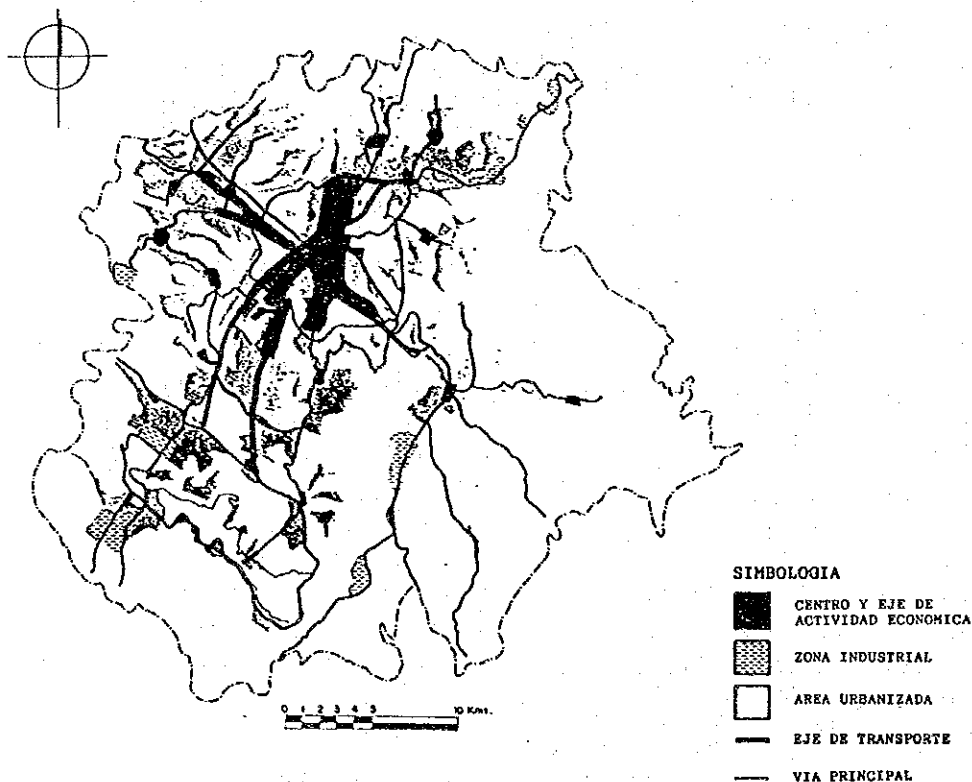 0 1 2 3 4 5 10 Kms.
SIMBOLOGIA
CENTRO Y EJE DE
ACTIVIDAD ECONOMICA
ZONA INDUSTRIAL
AREA URBANIZADA
EJE DE TRANSPORTE
VIA PRINCIPAL